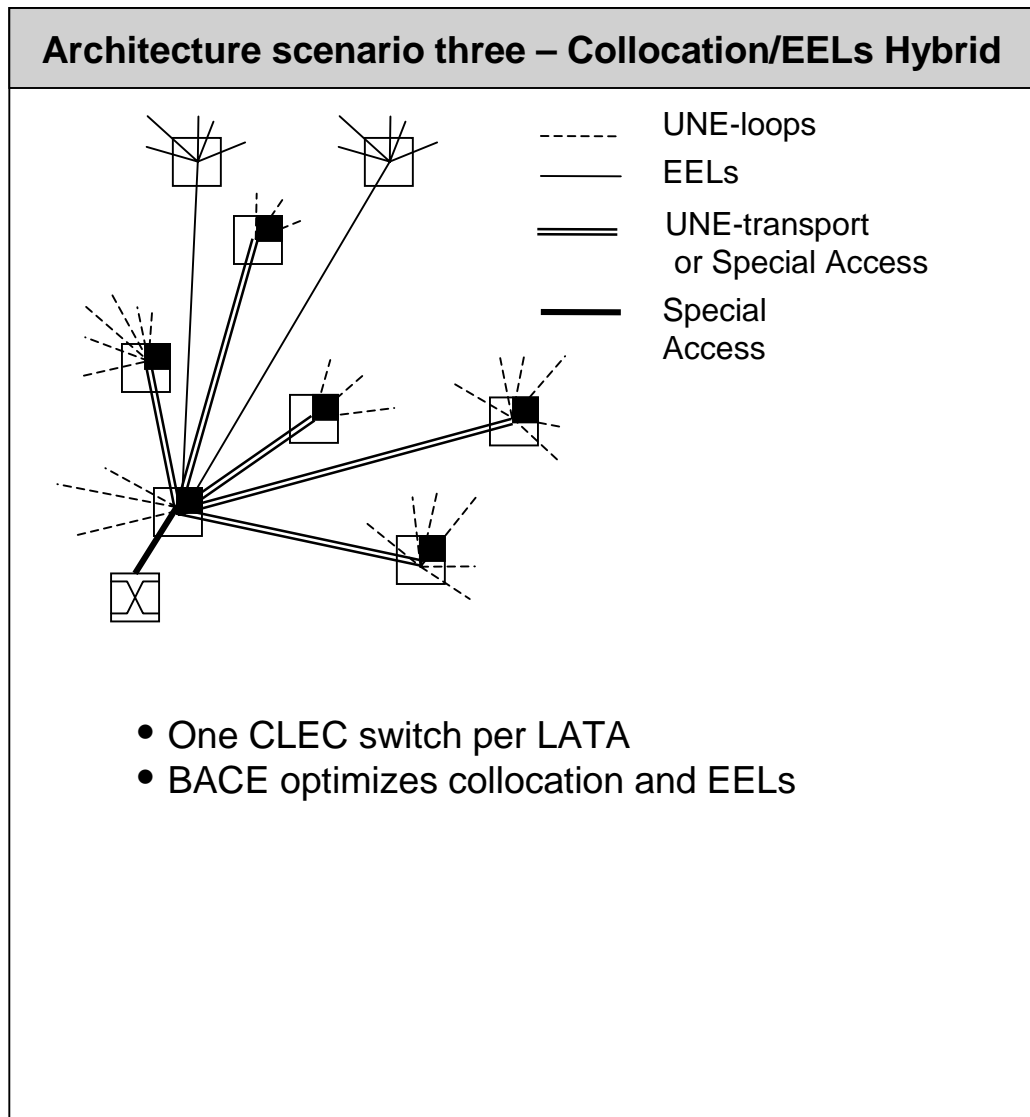 Architecture scenario three – Collocation/EELs Hybrid
UNE-loops
EELs
UNE-transport
or Special Access
Special
Access
• One CLEC switch per LATA
• BACE optimizes collocation and EELs